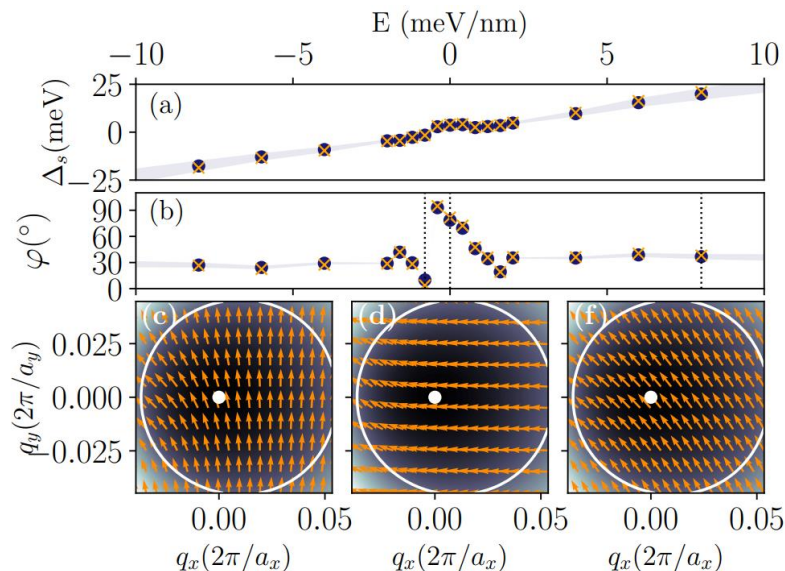 E (meV/nm)
−10 −5 0 5 10
Δs(meV)
25
0
−25
(a)
φ(°)
90
60
30
0
(b)
(c) (d) (f)
qy(2π/ay)
0.025
0.000
−0.025
0.00 0.05 0.00 0.05 0.00 0.05
qx(2π/ax) qx(2π/ax) qx(2π/ax)